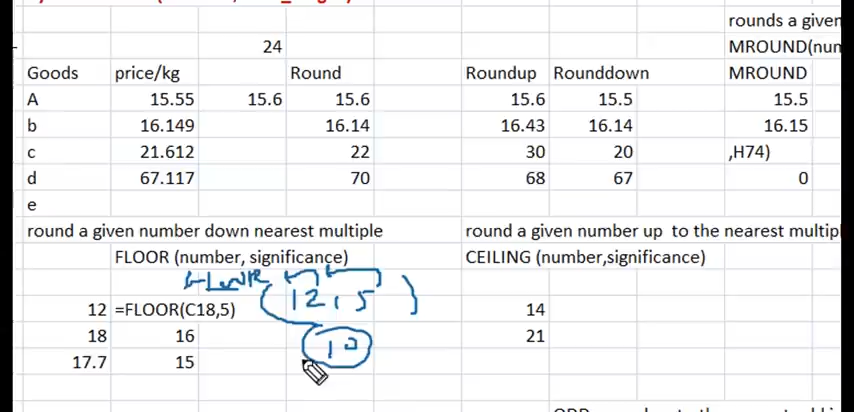 rounds a given
24 MROUND(num
Goods price/kg Round Roundup Rounddown MROUND
A 15.55 15.6 15.6 15.6 15.5 15.5
b 16.149 16.14 16.43 16.14 16.15
c 21.612 22 30 20 ,H74)
d 67.117 70 68 67 0
e
round a given number down nearest multiple round a given number up to the nearest multipl
FLOOR (number, significance) CEILING (number,significance)
FLOOR
12 =FLOOR(C18,5) (12,5) 14
18 16 10 21
17.7 15